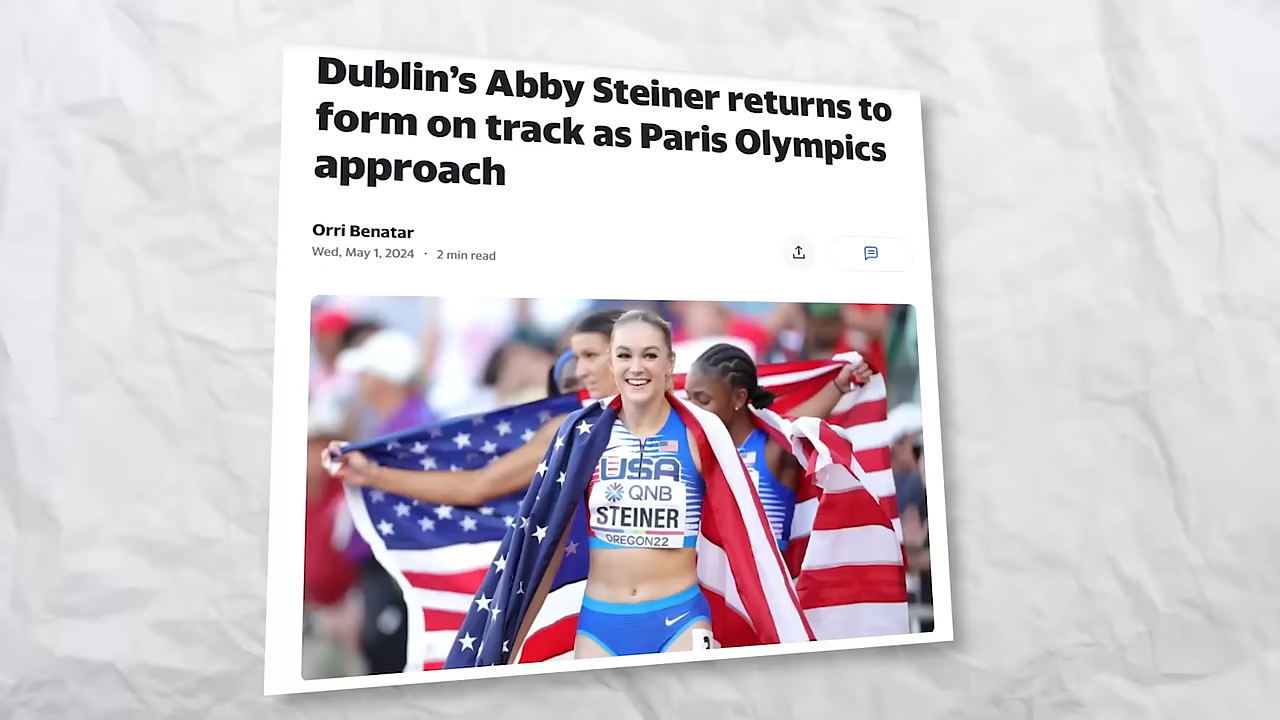 Dublin's Abby Steiner returns to
form on track as Paris Olympics
approach
Orri Benatar
Wed, May 1, 2024 · 2 min read
USA
QNB
STEINER
OREGON22